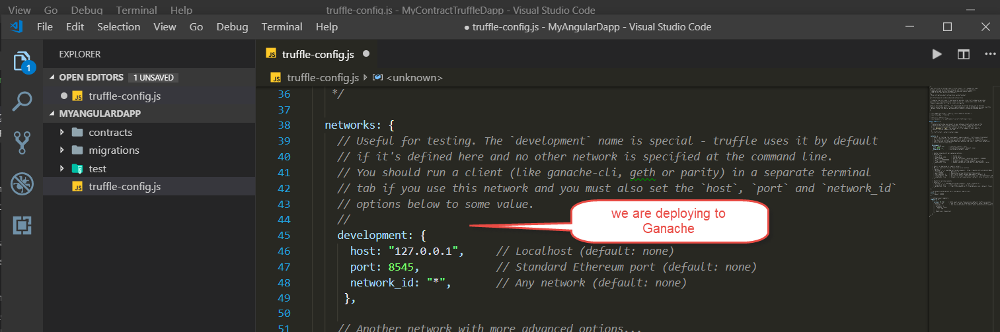 View Go Debug Terminal Help truffle-config.js - MyContractTruffleDapp - Visual Studio Code
File Edit Selection View Go Debug Terminal Help ● truffle-config.js - MyAngularDapp - Visual Studio Code
EXPLORER
OPEN EDITORS 1 UNSAVED
JS truffle-config.js
MYANGULARDAPP
contracts
migrations
test
JS truffle-config.js
1
JS truffle-config.js ●
JS truffle-config.js <unknown>
36 */
37
38 networks: {
39 // Useful for testing. The `development` name is special - truffle uses it by default
40 // if it's defined here and no other network is specified at the command line.
41 // You should run a client (like ganache-cli, geth or parity) in a separate terminal
42 // tab if you use this network and you must also set the `host`, `port` and `network_id`
43 // options below to some value.
44 //
we are deploying to
Ganache
45 development: {
46 host: "127.0.0.1", // Localhost (default: none)
47 port: 8545, // Standard Ethereum port (default: none)
48 network_id: "*", // Any network (default: none)
49 },
50
51 // Another network with more advanced options...